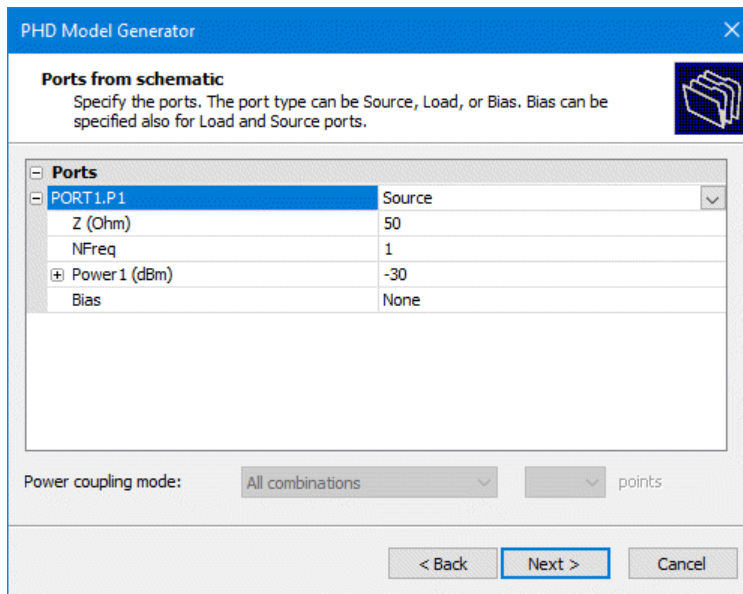 PHD Model Generator
Ports from schematic
Specify the ports. The port type can be Source, Load, or Bias. Bias can be
specified also for Load and Source ports.
Ports
PORT1.P1 Source
Z (Ohm) 50
NFreq 1
Power1 (dBm) -30
Bias None
Power coupling mode: All combinations points
< Back Next > Cancel